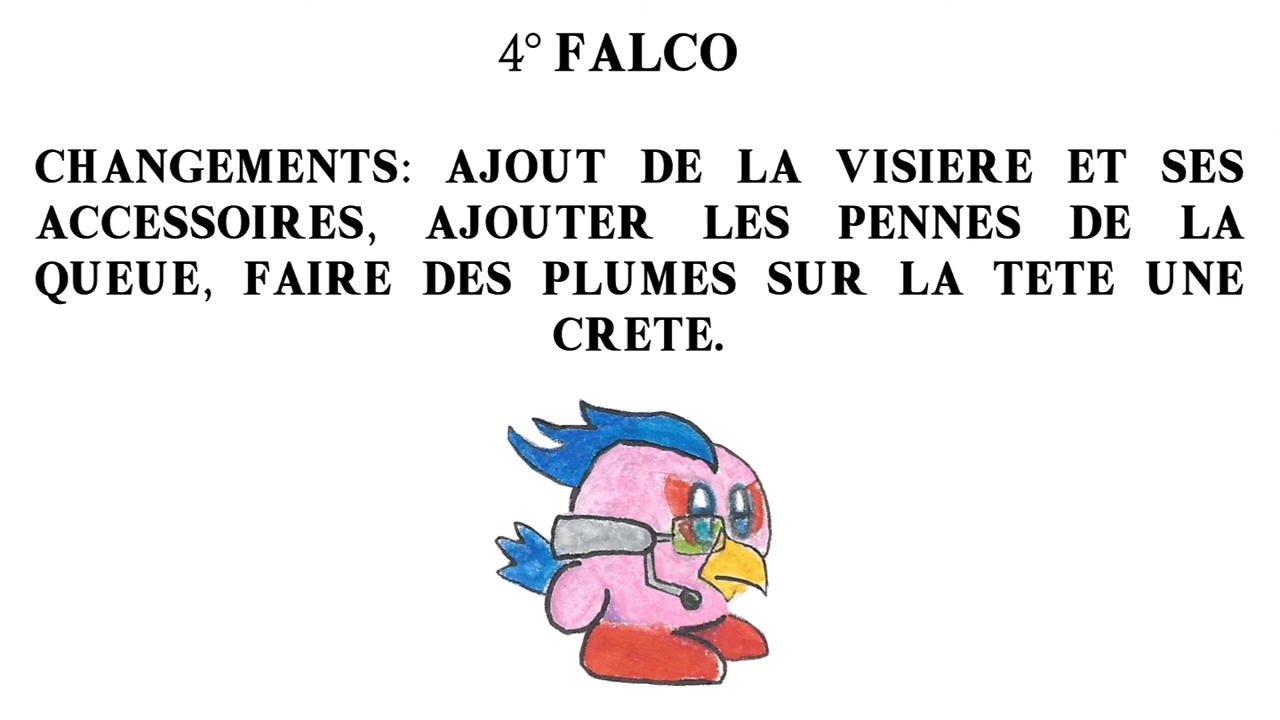 4° FALCO
CHANGEMENTS: AJOUT DE LA VISIERE ET SES
ACCESSOIRES, AJOUTER LES PENNES DE LA
QUEUE, FAIRE DES PLUMES SUR LA TETE UNE
CRETE.